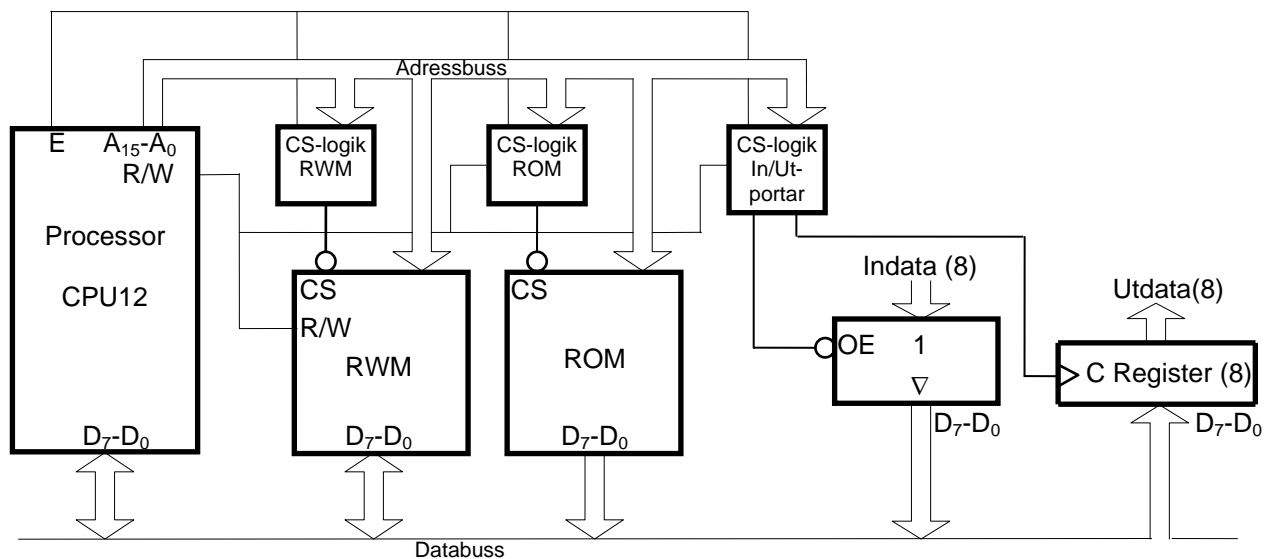 Adressbuss
E A₁₅-A₀
R/W
Processor
CPU12
D₇-D₀
CS-logik
RWM
CS-logik
ROM
CS-logik
In/Ut-
portar
CS
R/W
RWM
D₇-D₀
CS
ROM
D₇-D₀
Indata (8)
OE 1
∇
D₇-D₀
Utdata(8)
C Register (8)
D₇-D₀
Databuss